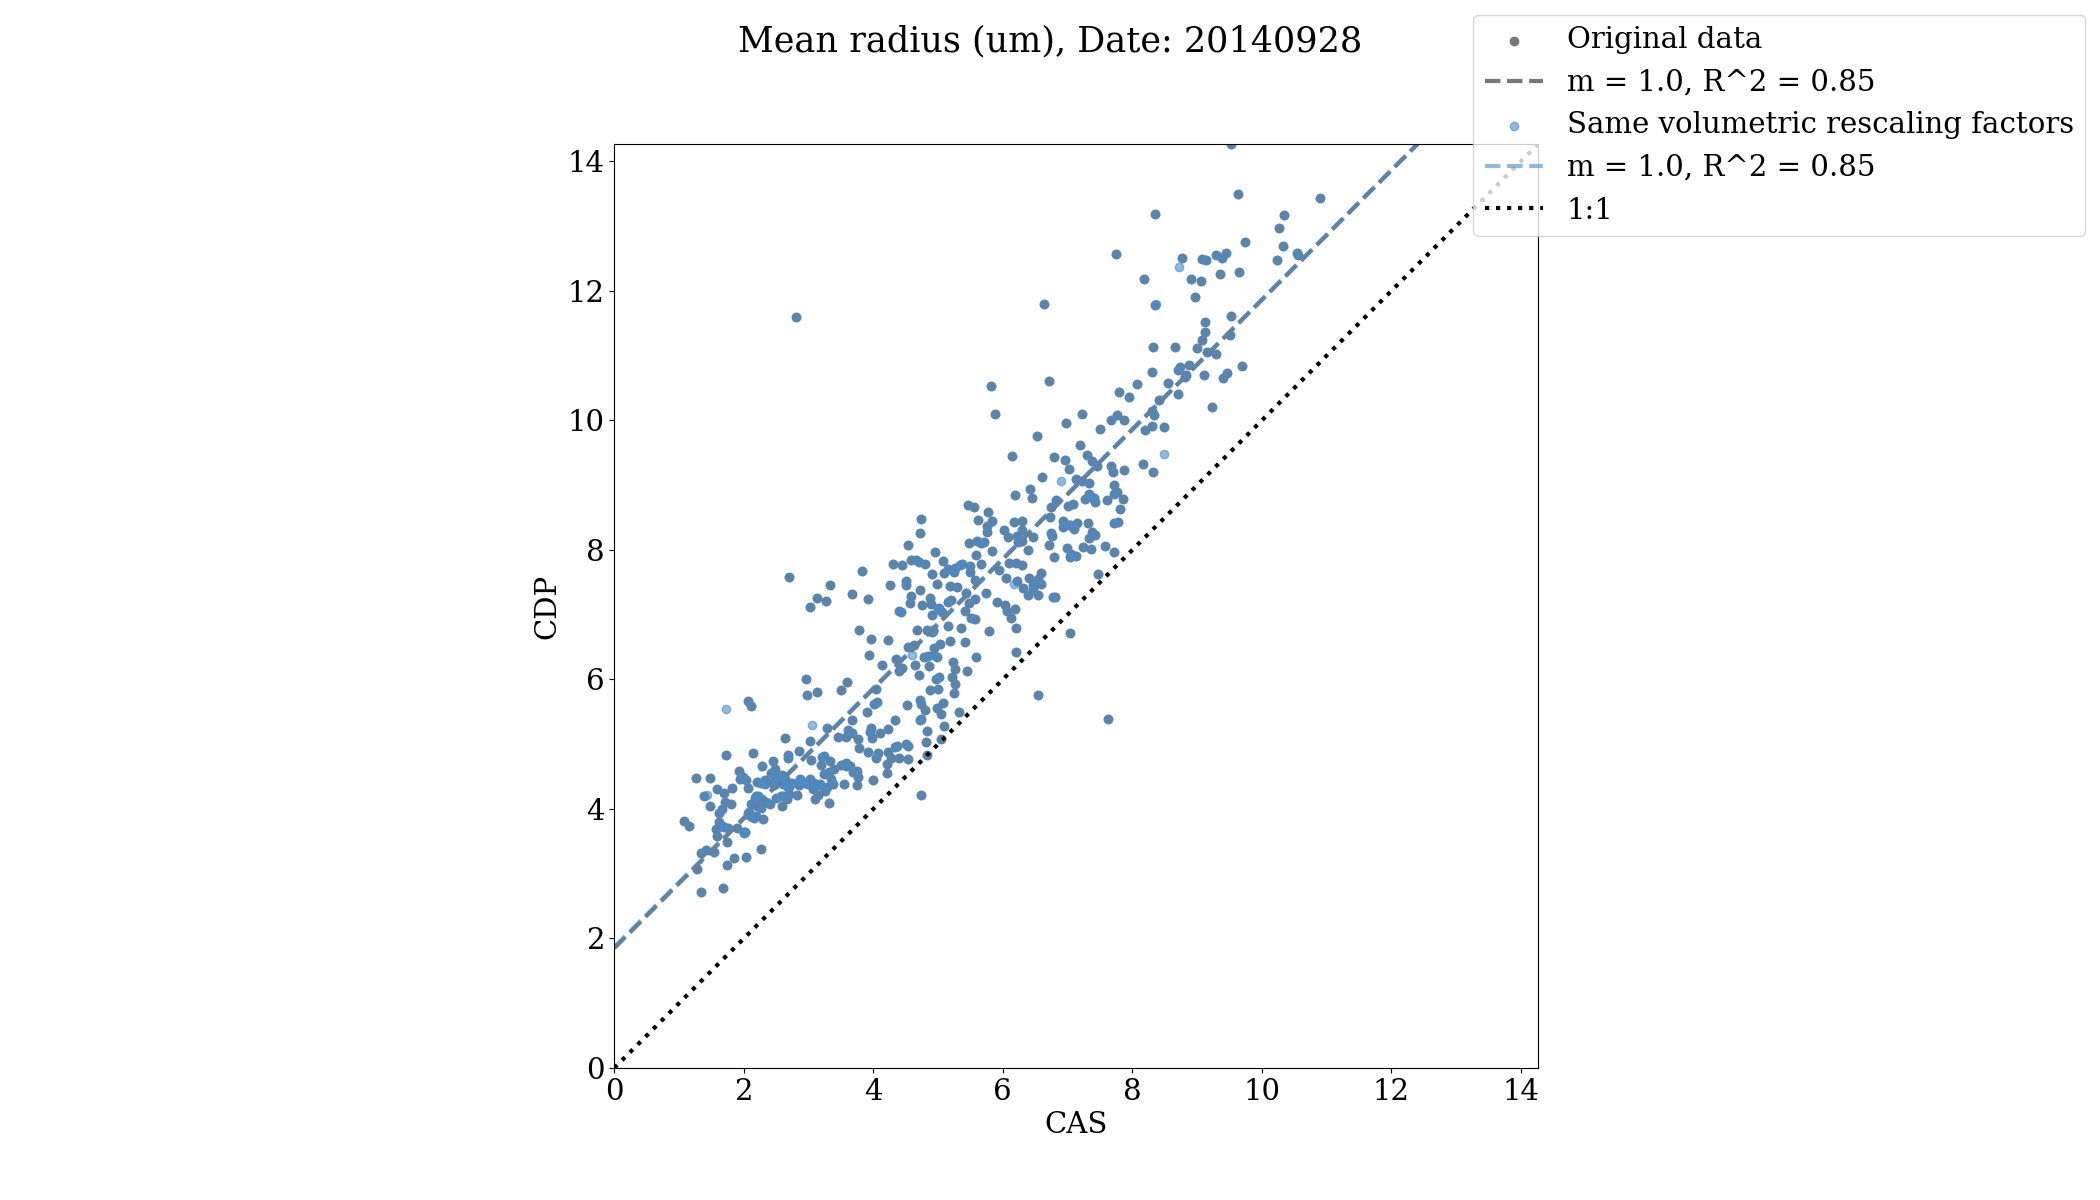 Mean radius (um), Date: 20140928
Original data
m = 1.0, R^2 = 0.85
Same volumetric rescaling factors
m = 1.0, R^2 = 0.85
1:1
14
12
10
8
6
4
2
0
CDP
0 2 4 6 8 10 12 14
CAS